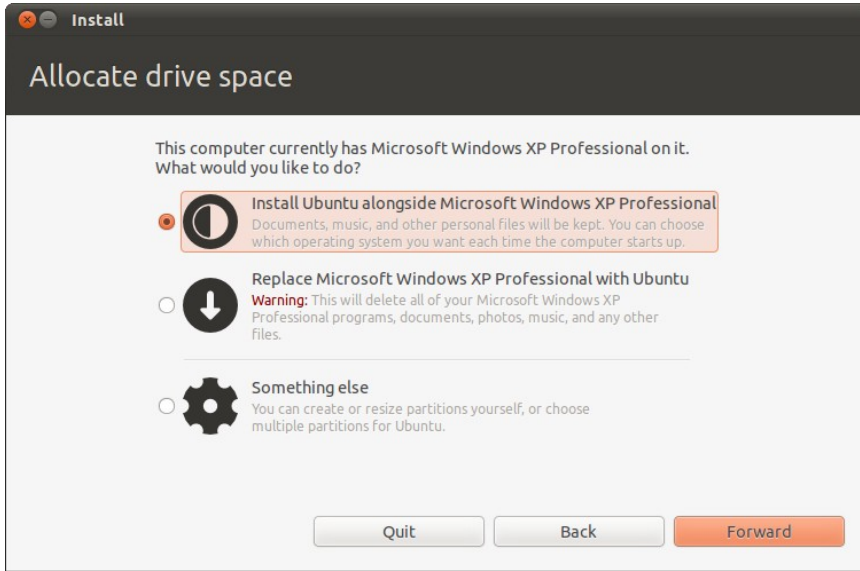 Install
Allocate drive space
This computer currently has Microsoft Windows XP Professional on it.
What would you like to do?
Install Ubuntu alongside Microsoft Windows XP Professional
Documents, music, and other personal files will be kept. You can choose
which operating system you want each time the computer starts up.
Replace Microsoft Windows XP Professional with Ubuntu
Warning: This will delete all of your Microsoft Windows XP
Professional programs, documents, photos, music, and any other
files.
Something else
You can create or resize partitions yourself, or choose
multiple partitions for Ubuntu.
Quit
Back
Forward